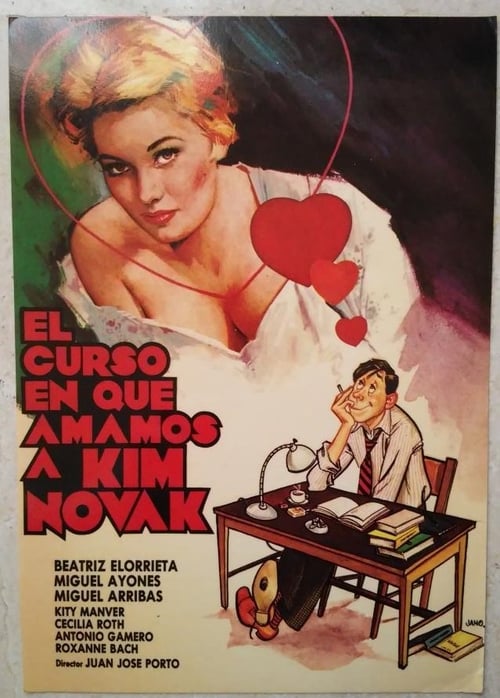 EL
CURSO
EN QUE
AMAMOS
A KIM
NOVAK
BEATRIZ ELORRIETA
MIGUEL AYONES
MIGUEL ARRIBAS
KITY MANVER
CECILIA ROTH
ANTONIO GAMERO
ROXANNE BACH
Director JUAN JOSE PORTO
JANO.